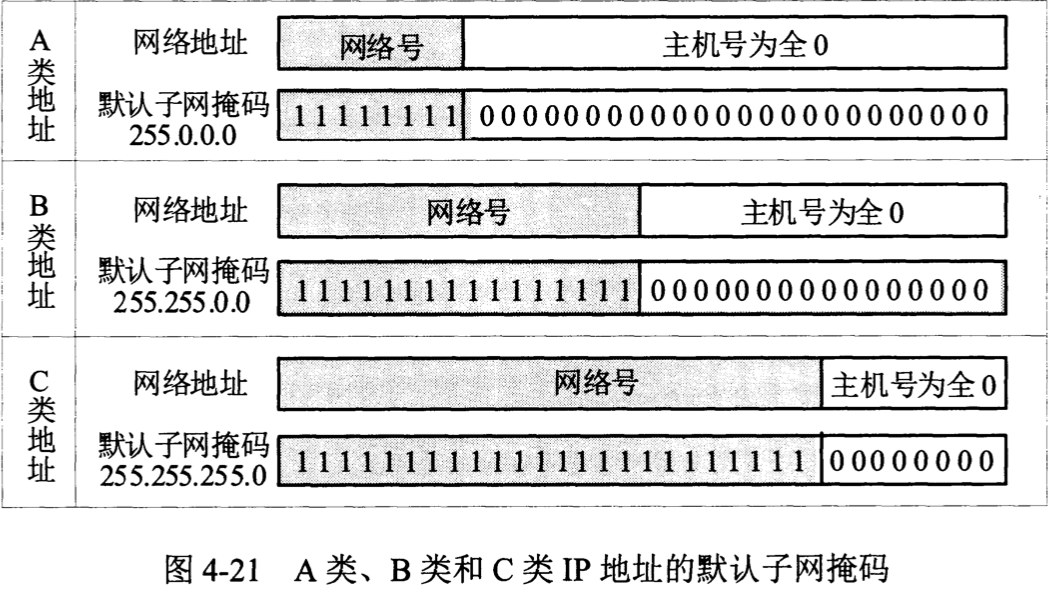 A类地址
网络地址
网络号
主机号为全0
默认子网掩码
255.0.0.0
11111111
000000000000000000000000
B类地址
网络地址
网络号
主机号为全0
默认子网掩码
255.255.0.0
1111111111111111
0000000000000000
C类地址
网络地址
网络号
主机号为全0
默认子网掩码
255.255.255.0
111111111111111111111111
00000000
图 4-21 A 类、B 类和 C 类 IP 地址的默认子网掩码